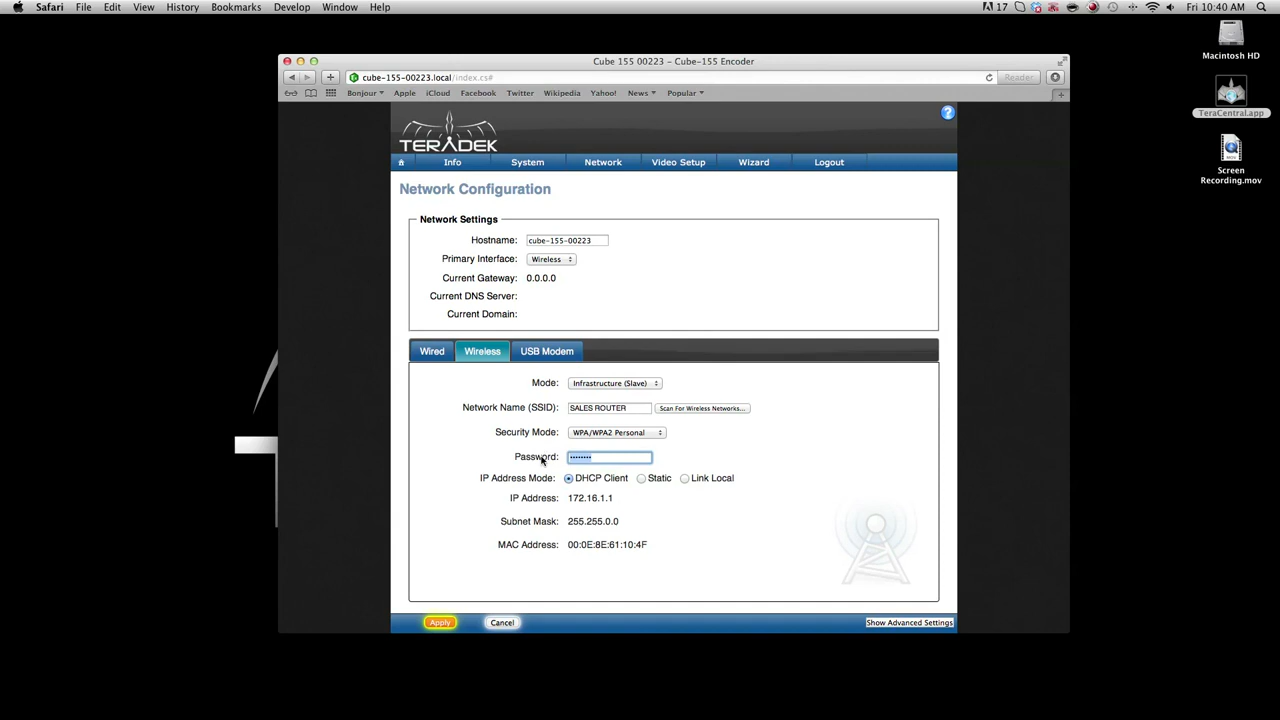 Safari File Edit View History Bookmarks Develop Window Help 17 Fri 10:40 AM
Macintosh HD
TeraCentral.app
Screen
Recording.mov
Cube 155 00223 – Cube-155 Encoder
cube-155-00223.local/index.cs# Reader
Bonjour Apple iCloud Facebook Twitter Wikipedia Yahoo! News Popular
TERADEK
?
Info System Network Video Setup Wizard Logout
Network Configuration
Network Settings
Hostname: cube-155-00223
Primary Interface: Wireless
Current Gateway: 0.0.0.0
Current DNS Server:
Current Domain:
Wired Wireless USB Modem
Mode: Infrastructure (Slave)
Network Name (SSID): SALES ROUTER Scan For Wireless Networks...
Security Mode: WPA/WPA2 Personal
Password: ••••••••
IP Address Mode: DHCP Client Static Link Local
IP Address: 172.16.1.1
Subnet Mask: 255.255.0.0
MAC Address: 00:0E:8E:61:10:4F
Apply Cancel Show Advanced Settings